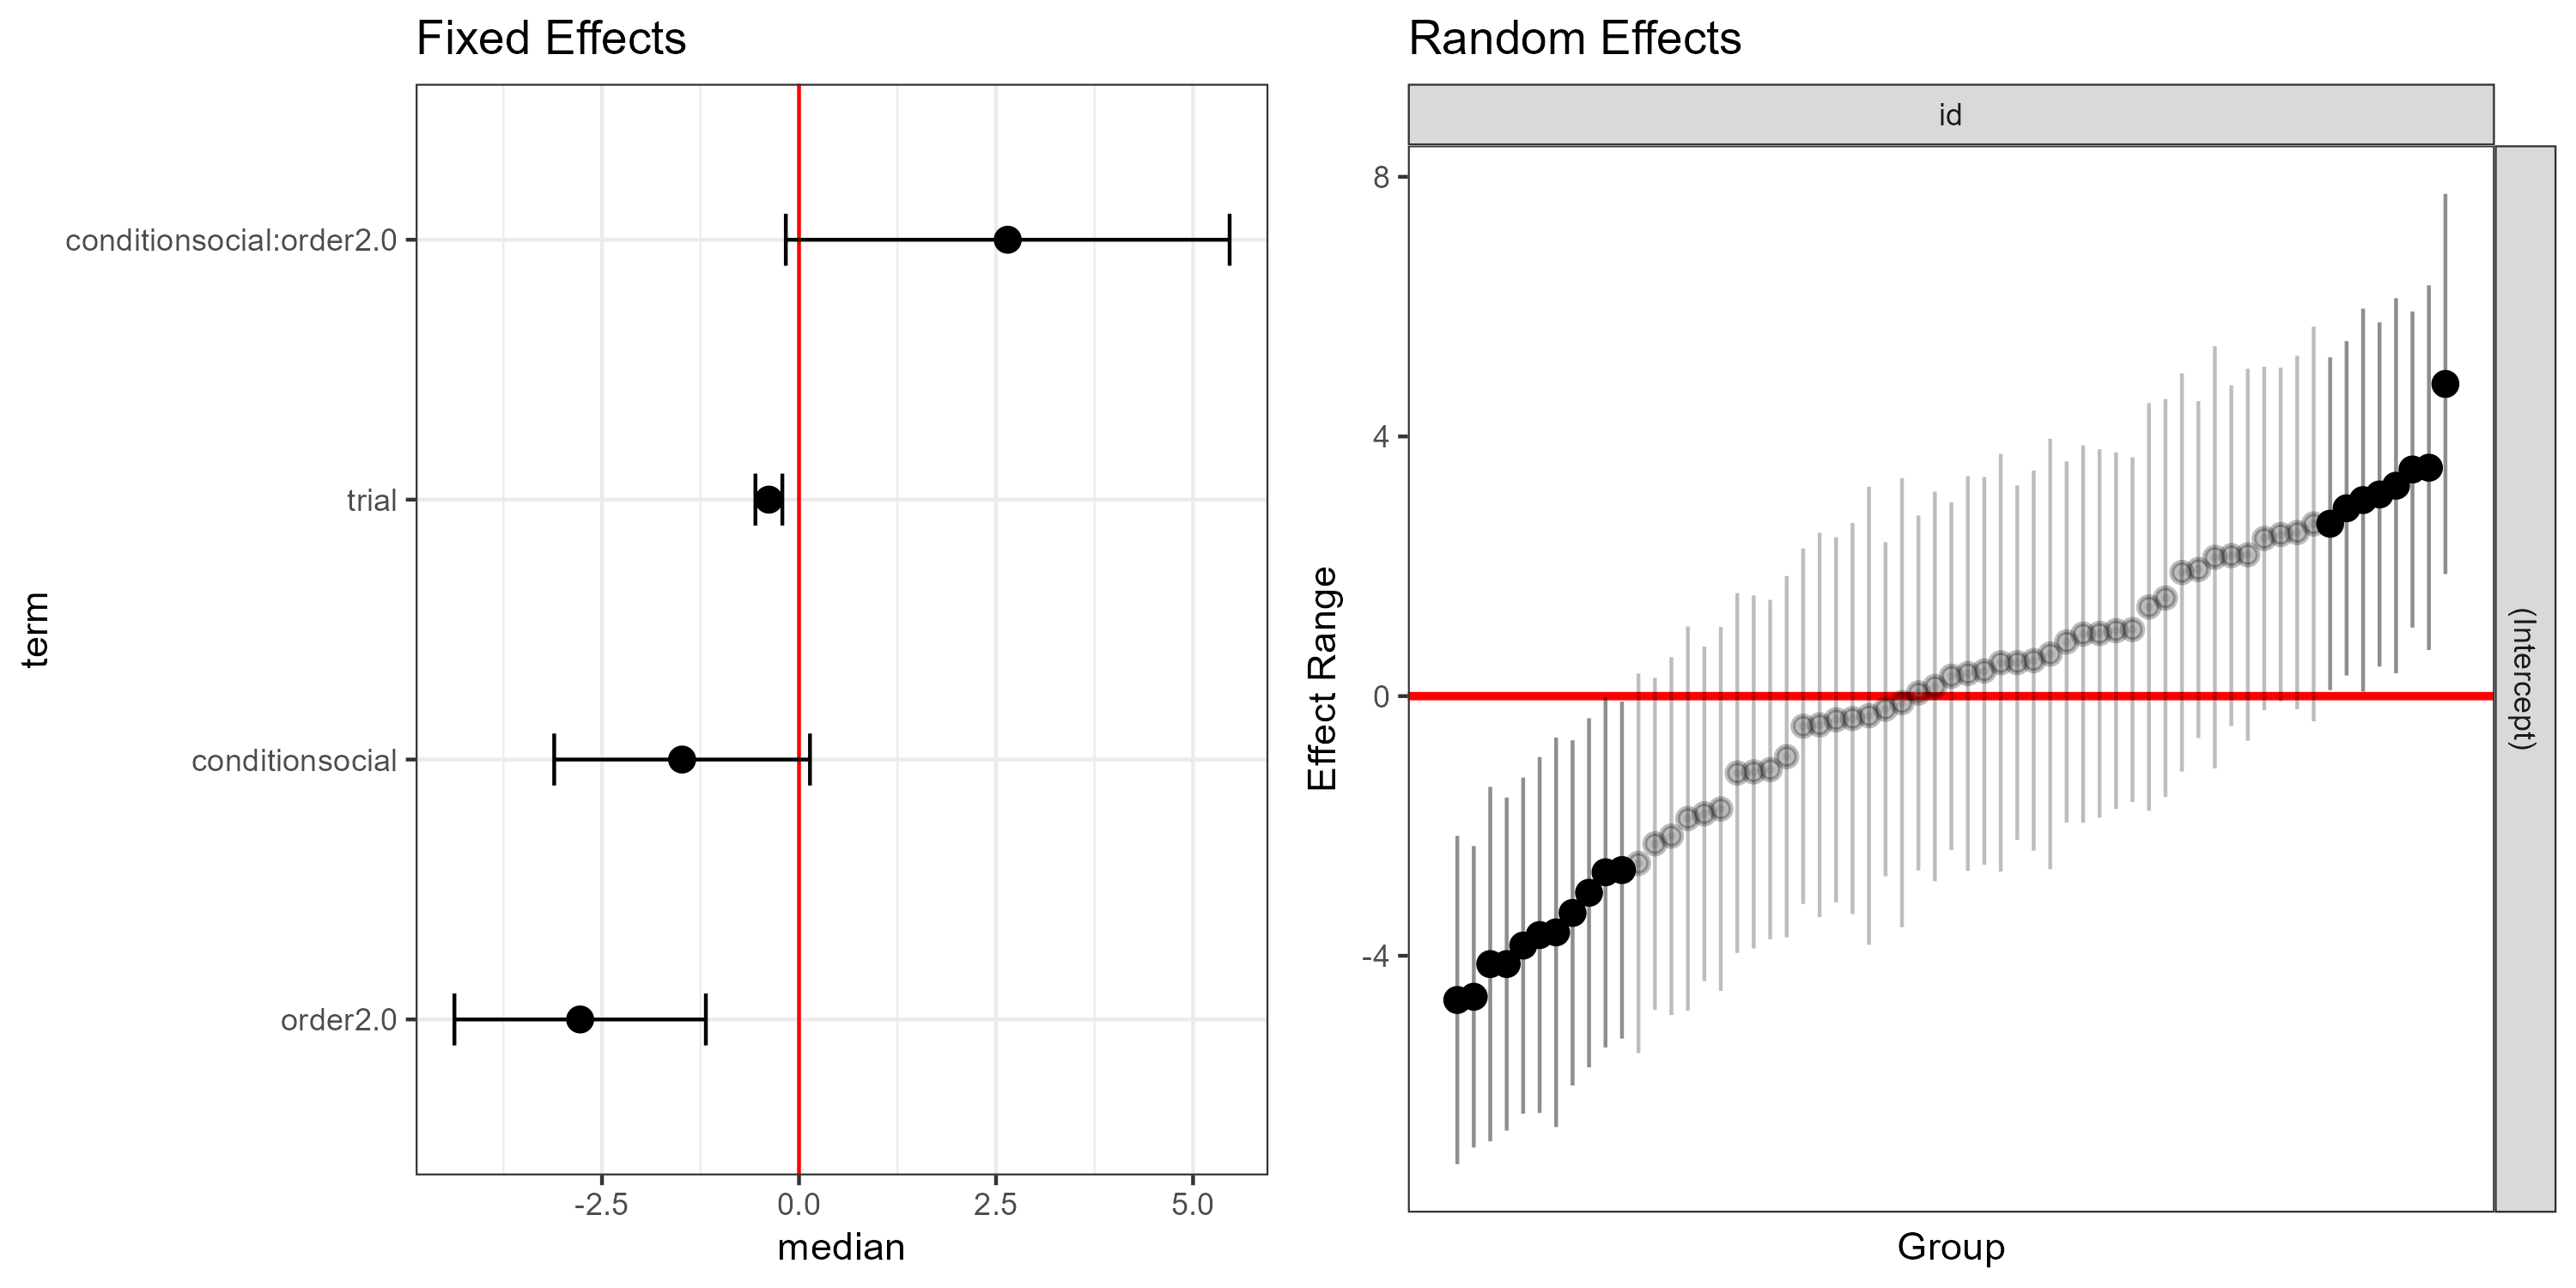 Fixed Effects
conditionsocial:order2.0
trial
conditionsocial
order2.0
term
-2.5
0.0
2.5
5.0
median
Random Effects
id
8
4
0
-4
Effect Range
(Intercept)
Group